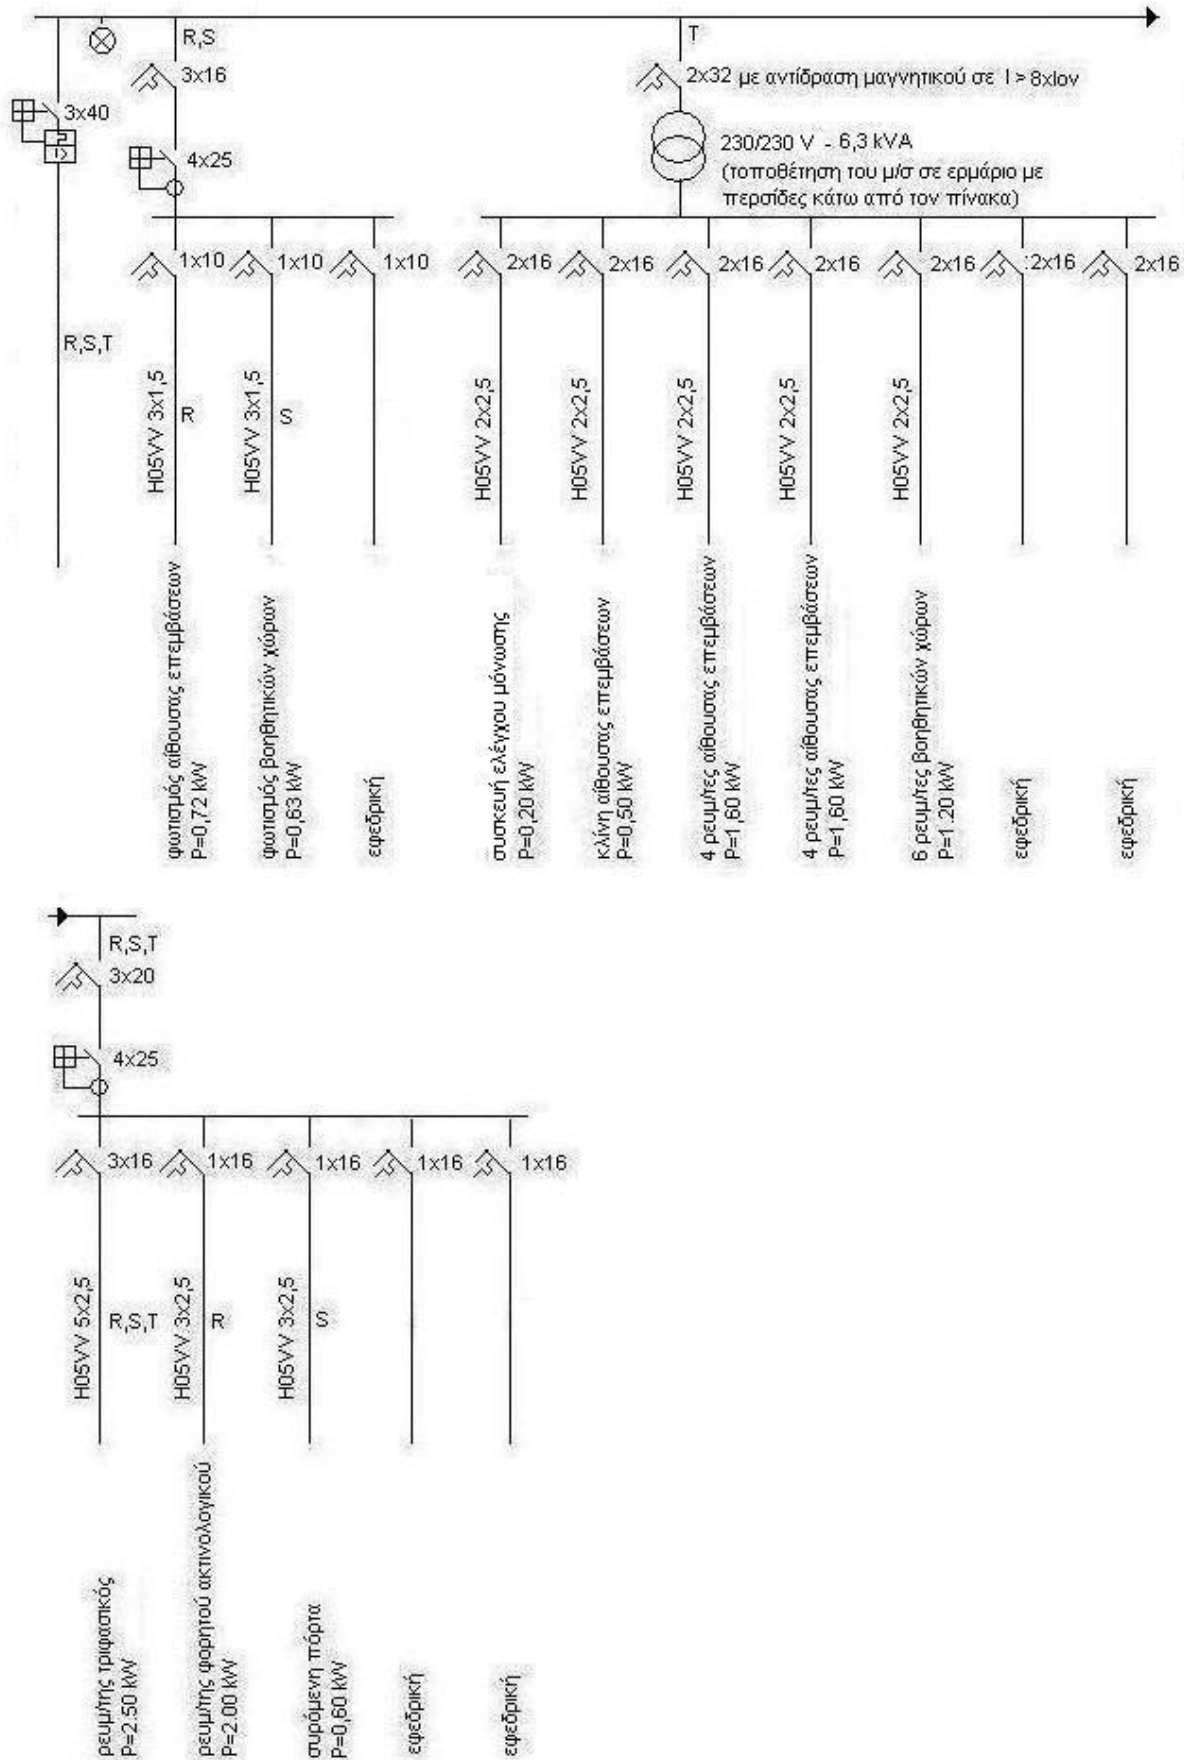 R,S
T
3x16
2x32 με αντίδραση μαγνητικού σε I > 8xIον
3x40
I>
4x25
230/230 V - 6,3 kVA
(τοποθέτηση του μ/σ σε ερμάριο με
περσίδες κάτω από τον πίνακα)
1x10
1x10
1x10
2x16
2x16
2x16
2x16
2x16
2x16
2x16
R,S,T
H05VV 3x1,5
R
H05VV 3x1,5
S
H05VV 2x2,5
H05VV 2x2,5
H05VV 2x2,5
H05VV 2x2,5
H05VV 2x2,5
φωτισμός αίθουσας επεμβάσεων
P=0,72 kW
φωτισμός βοηθητικών χώρων
P=0,63 kW
εφεδρική
συσκευή ελέγχου μόνωσης
P=0,20 kW
κλίνη αίθουσας επεμβάσεων
P=0,50 kW
4 ρευμ/τες αίθουσας επεμβάσεων
P=1,60 kW
4 ρευμ/τες αίθουσας επεμβάσεων
P=1,60 kW
6 ρευμ/τες βοηθητικών χώρων
P=1.20 kW
εφεδρική
εφεδρική
R,S,T
3x20
4x25
3x16
1x16
1x16
1x16
1x16
H05VV 5x2,5
R,S,T
H05VV 3x2,5
R
H05VV 3x2,5
S
ρευμ/της τριφασικός
P=2.50 kW
ρευμ/της φορητού ακτινολογικού
P=2.00 kW
συρόμενη πόρτα
P=0,60 kW
εφεδρική
εφεδρική